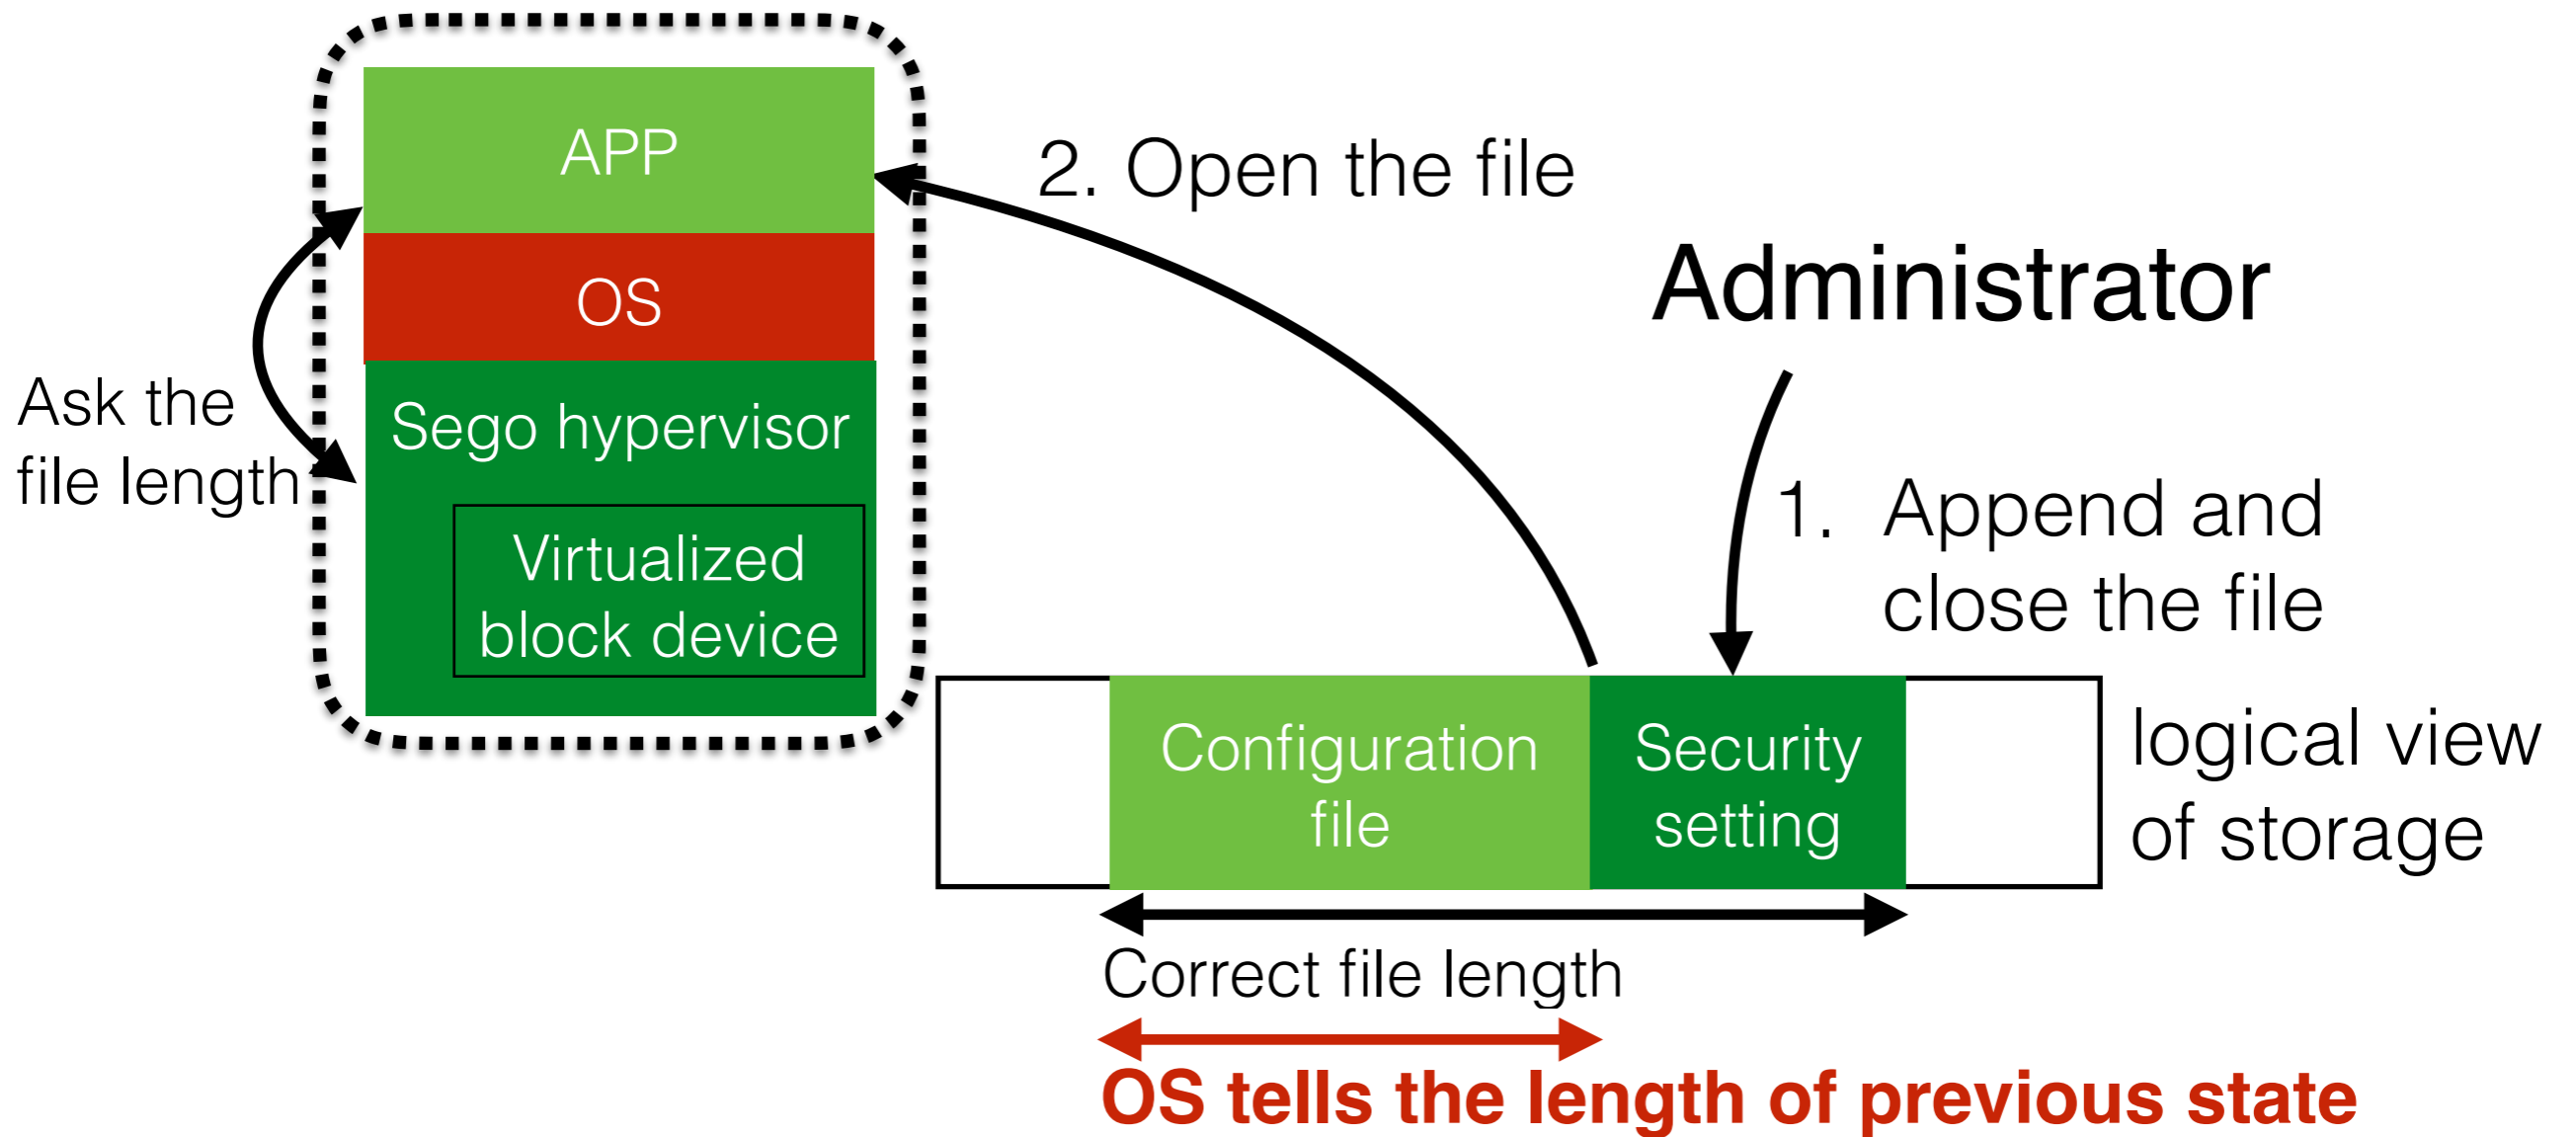 APP
OS
Sego hypervisor
Virtualized
block device
Ask the
file length
2. Open the file
Administrator
1. Append and
close the file
Configuration
file
Security
setting
logical view
of storage
Correct file length
OS tells the length of previous state